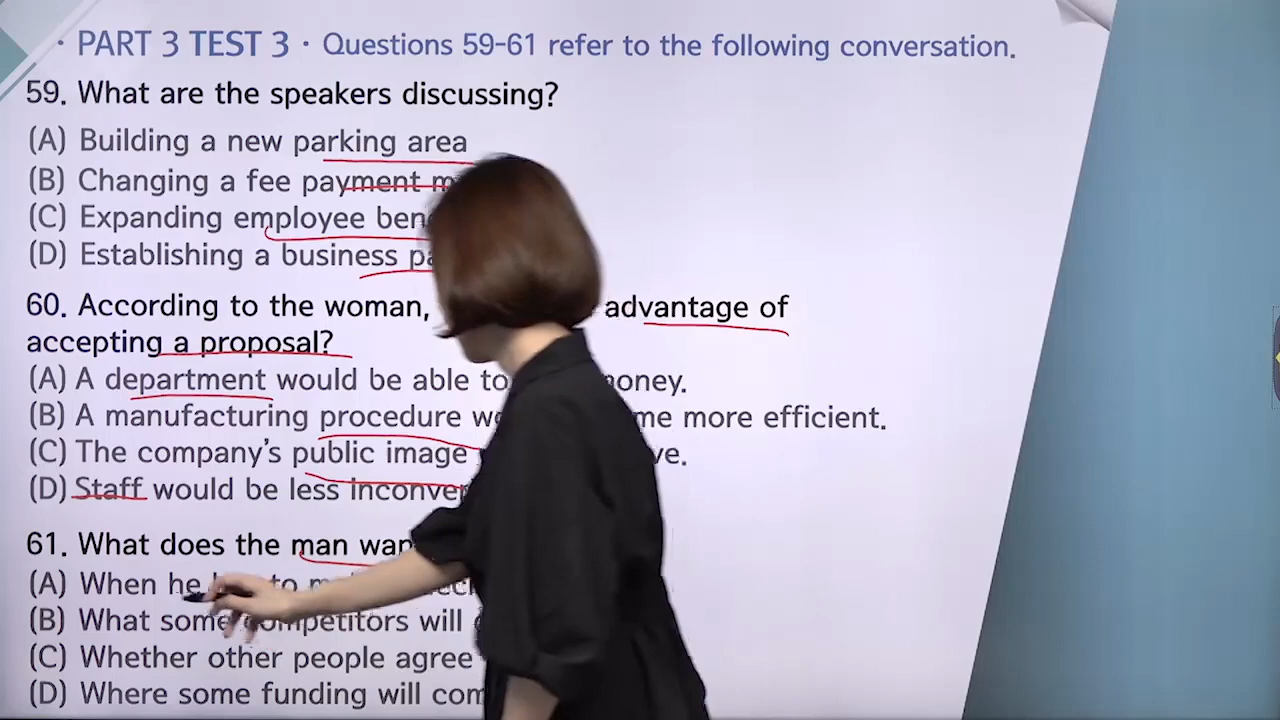 · PART 3 TEST 3 · Questions 59-61 refer to the following conversation.
59. What are the speakers discussing?
(A) Building a new parking area
(B) Changing a fee payment
(C) Expanding employee
(D) Establishing a business
60. According to the woman, advantage of
accepting a proposal?
(A) A department would be able to money.
(B) A manufacturing procedure more efficient.
(C) The company's public image
(D) Staff would be less
61. What does the man
(A) When he to
(B) What some competitors will
(C) Whether other people agree
(D) Where some funding will